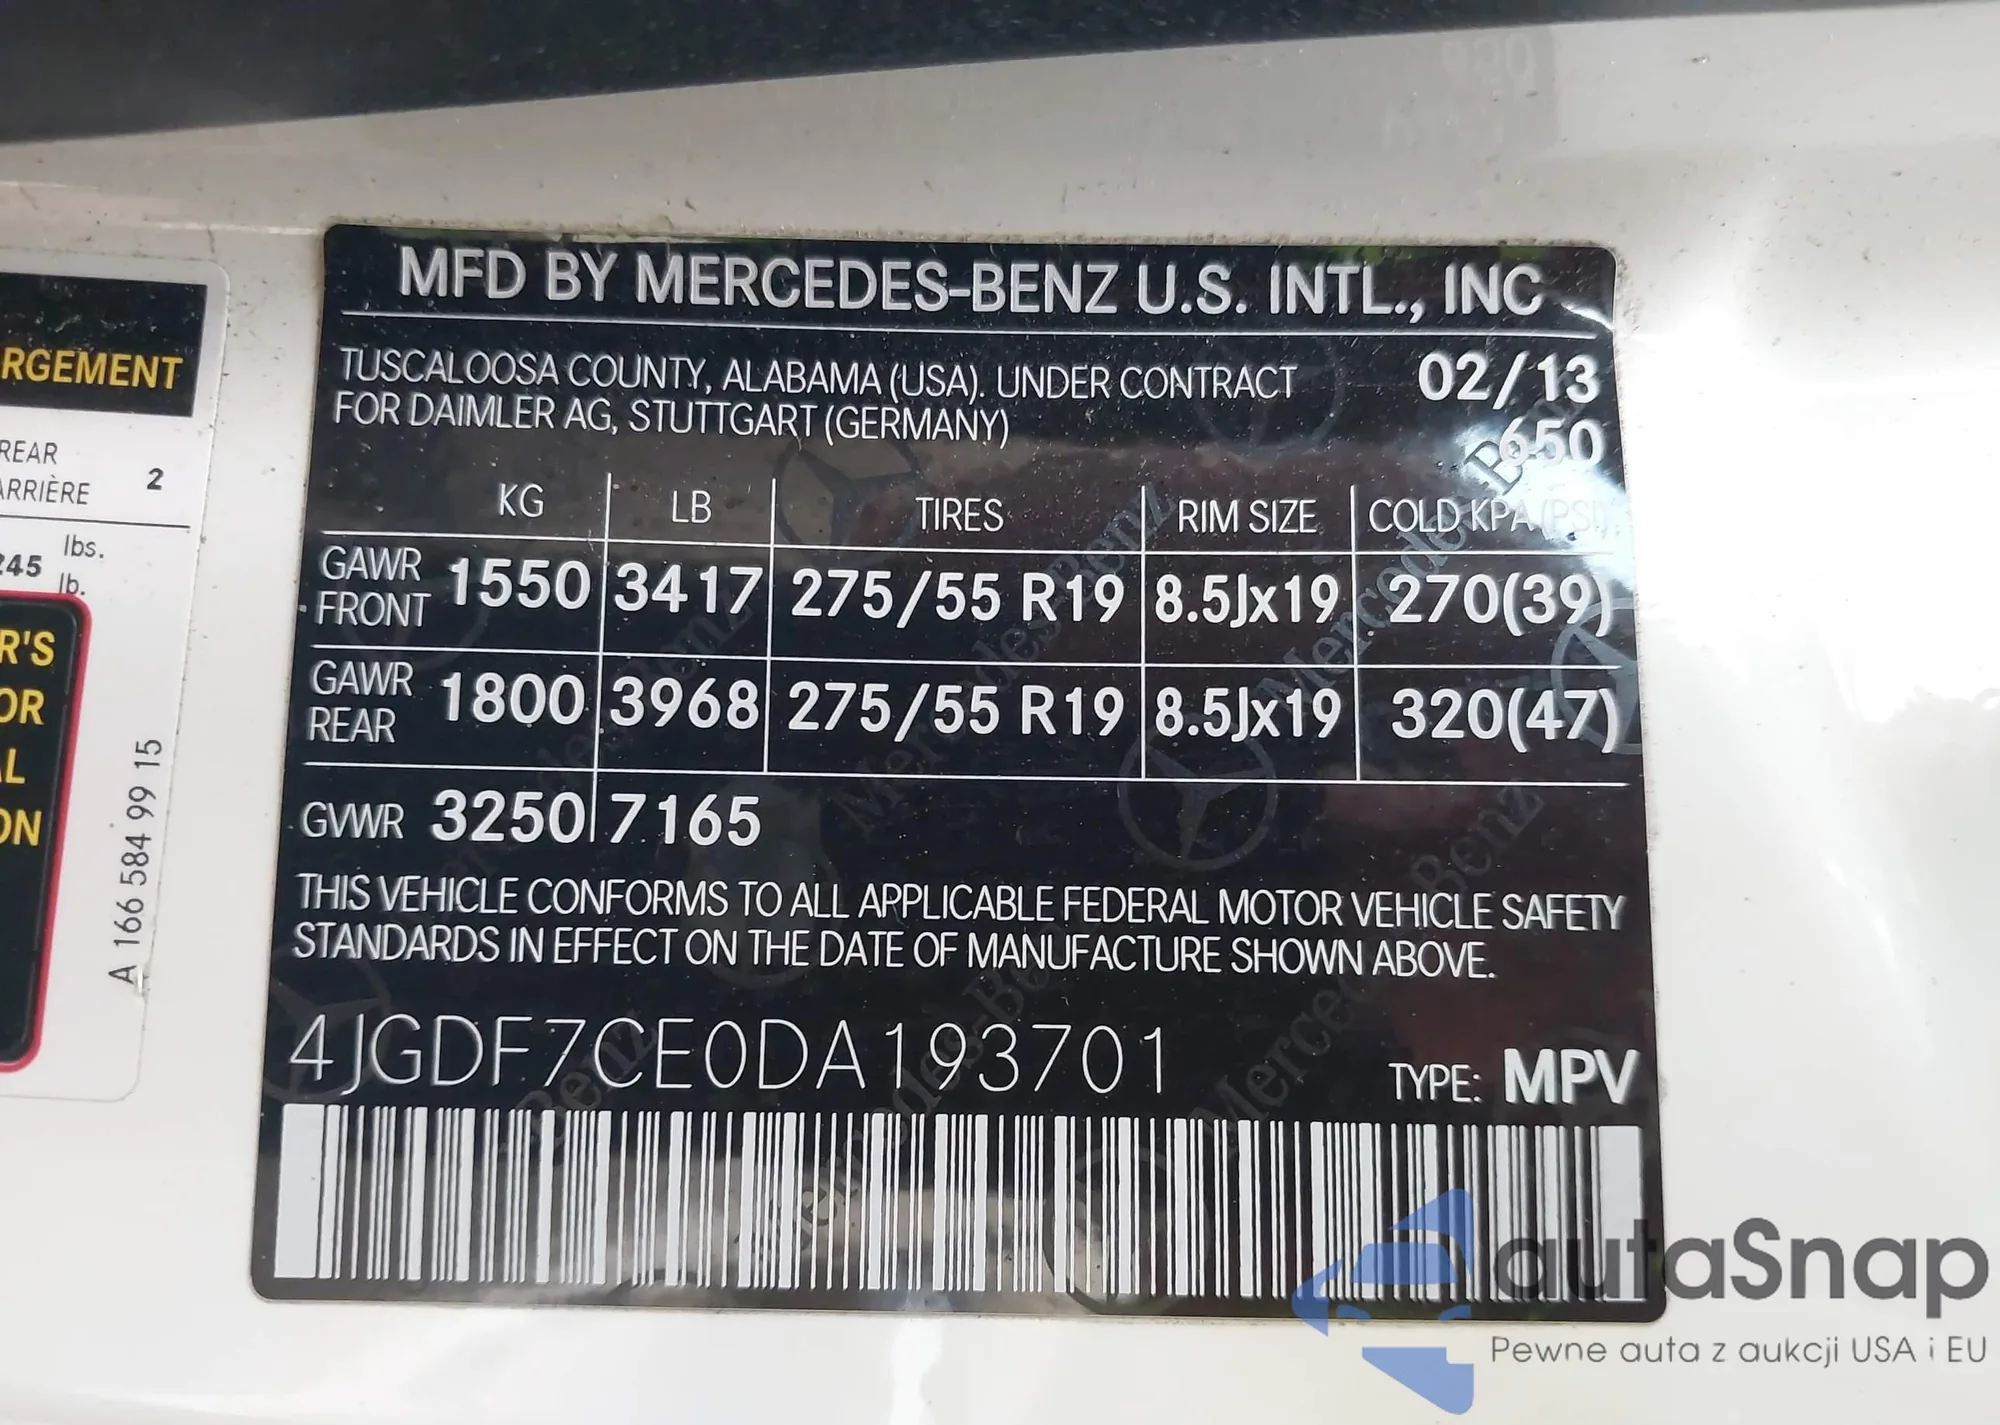 MFD BY MERCEDES-BENZ U.S. INTL., INC
TUSCALOOSA COUNTY, ALABAMA (USA). UNDER CONTRACT 02/13
FOR DAIMLER AG, STUTTGART (GERMANY) 650
KG LB TIRES RIM SIZE COLD KPA (PSI)
GAWR FRONT 1550 3417 275/55 R19 8.5Jx19 270(39)
GAWR REAR 1800 3968 275/55 R19 8.5Jx19 320(47)
GVWR 3250 7165
THIS VEHICLE CONFORMS TO ALL APPLICABLE FEDERAL MOTOR VEHICLE SAFETY
STANDARDS IN EFFECT ON THE DATE OF MANUFACTURE SHOWN ABOVE.
4JGDF7CE0DA193701 TYPE: MPV
RGEMENT
REAR 2
ARRIÈRE
245 lbs.
lb.
R'S
OR
AL
ON
A 166 584 99 15
autaSnap
Pewne auta z aukcji USA i EU